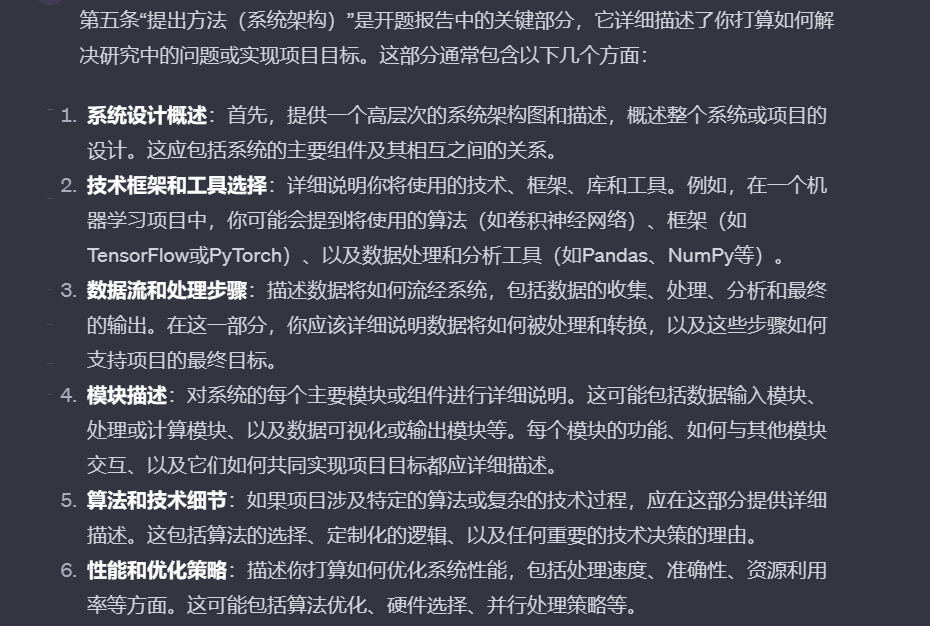 第五条“提出方法（系统架构）”是开题报告中的关键部分，它详细描述了你打算如何解
决研究中的问题或实现项目目标。这部分通常包含以下几个方面：
1. 系统设计概述：首先，提供一个高层次的系统架构图和描述，概述整个系统或项目的
设计。这应包括系统的主要组件及其相互之间的关系。
2. 技术框架和工具选择：详细说明你将使用的技术、框架、库和工具。例如，在一个机
器学习项目中，你可能会提到将使用的算法（如卷积神经网络）、框架（如
TensorFlow或PyTorch）、以及数据处理和分析工具（如Pandas、NumPy等）。
3. 数据流和处理步骤：描述数据将如何流经系统，包括数据的收集、处理、分析和最终
的输出。在这一部分，你应该详细说明数据将如何被处理和转换，以及这些步骤如何
支持项目的最终目标。
4. 模块描述：对系统的每个主要模块或组件进行详细说明。这可能包括数据输入模块、
处理或计算模块、以及数据可视化或输出模块等。每个模块的功能、如何与其他模块
交互、以及它们如何共同实现项目目标都应详细描述。
5. 算法和技术细节：如果项目涉及特定的算法或复杂的技术过程，应在这部分提供详细
描述。这包括算法的选择、定制化的逻辑、以及任何重要的技术决策的理由。
6. 性能和优化策略：描述你打算如何优化系统性能，包括处理速度、准确性、资源利用
率等方面。这可能包括算法优化、硬件选择、并行处理策略等。